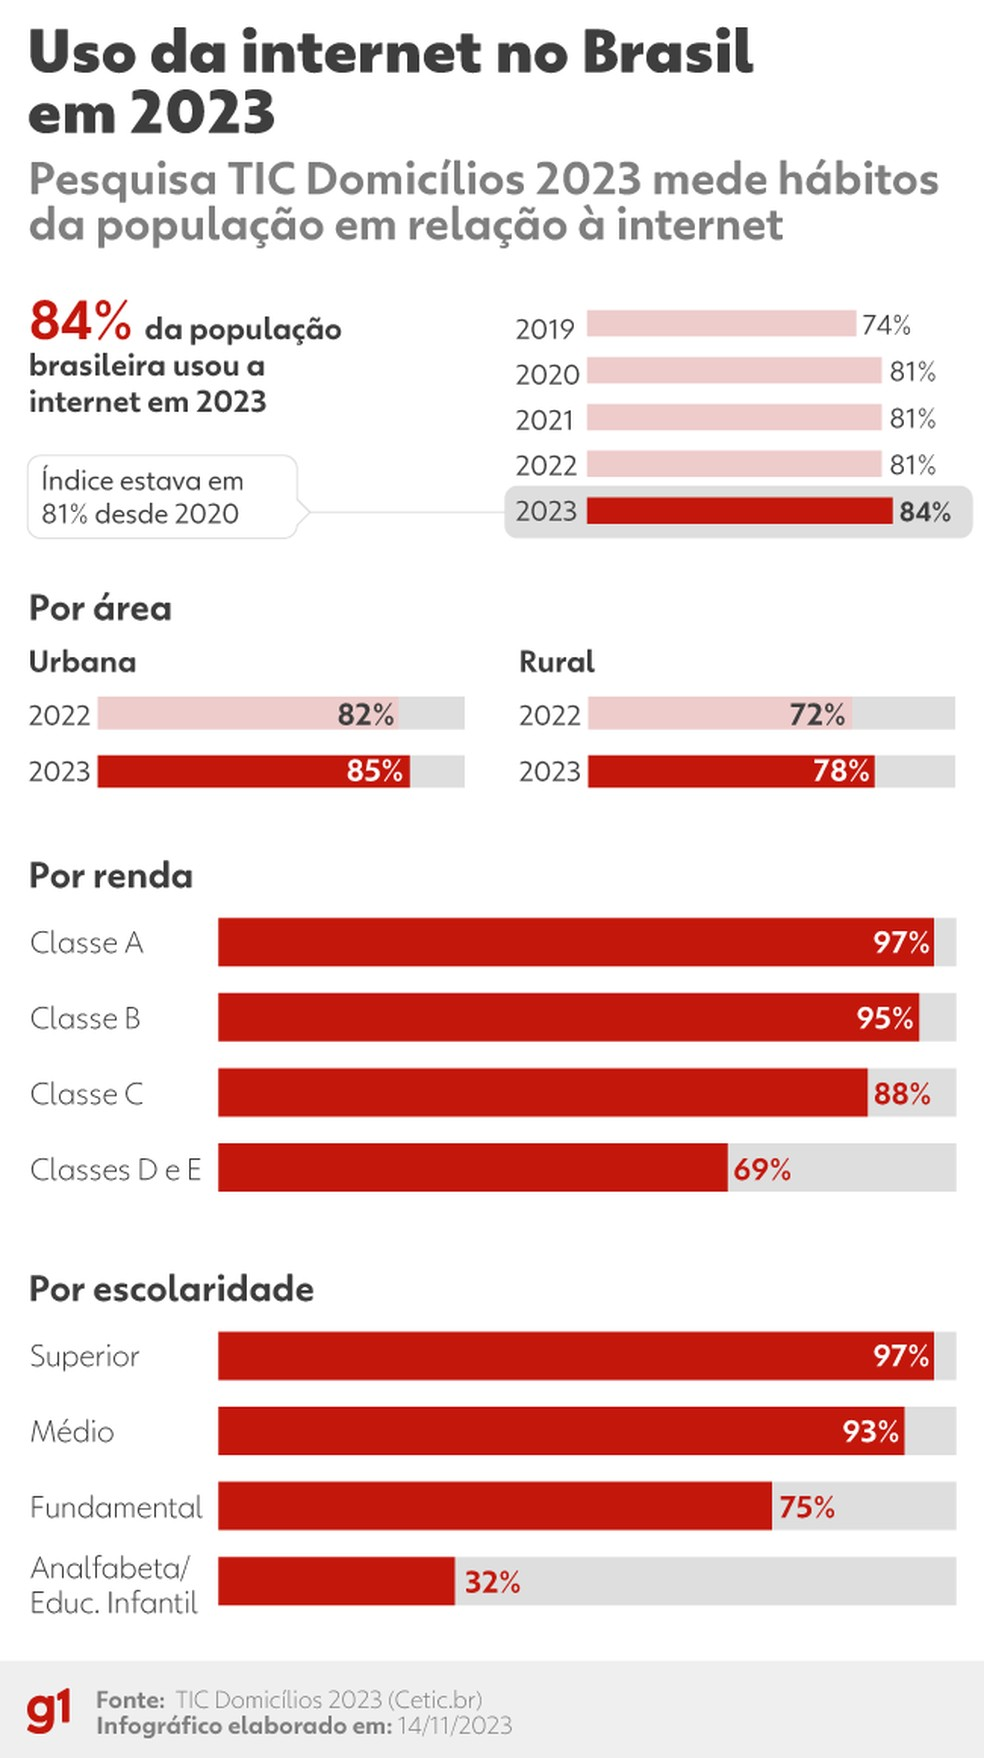 Uso da internet no Brasil
em 2023
Pesquisa TIC Domicílios 2023 mede hábitos
da população em relação à internet
84% da população
brasileira usou a
internet em 2023
Índice estava em
81% desde 2020
2019 74%
2020 81%
2021 81%
2022 81%
2023 84%
Por área
Urbana
2022 82%
2023 85%
Rural
2022 72%
2023 78%
Por renda
Classe A 97%
Classe B 95%
Classe C 88%
Classes D e E 69%
Por escolaridade
Superior 97%
Médio 93%
Fundamental 75%
Analfabeta/
Educ. Infantil 32%
g1
Fonte: TIC Domicílios 2023 (Cetic.br)
Infográfico elaborado em: 14/11/2023